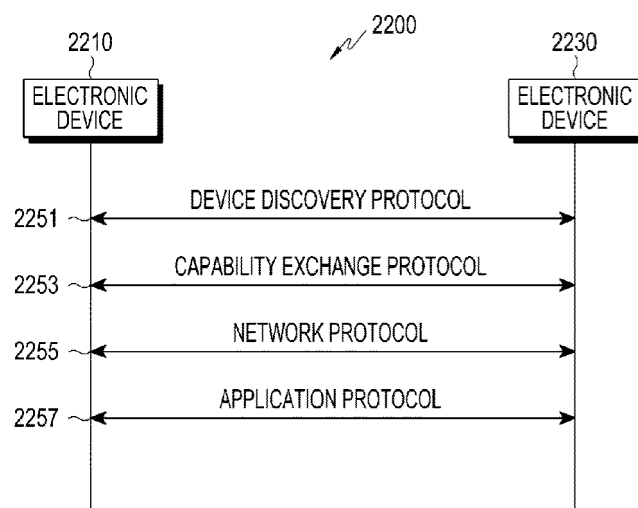 2200
2210
2230
ELECTRONIC
DEVICE
ELECTRONIC
DEVICE
DEVICE DISCOVERY PROTOCOL
2251
CAPABILITY EXCHANGE PROTOCOL
2253
NETWORK PROTOCOL
2255
APPLICATION PROTOCOL
2257